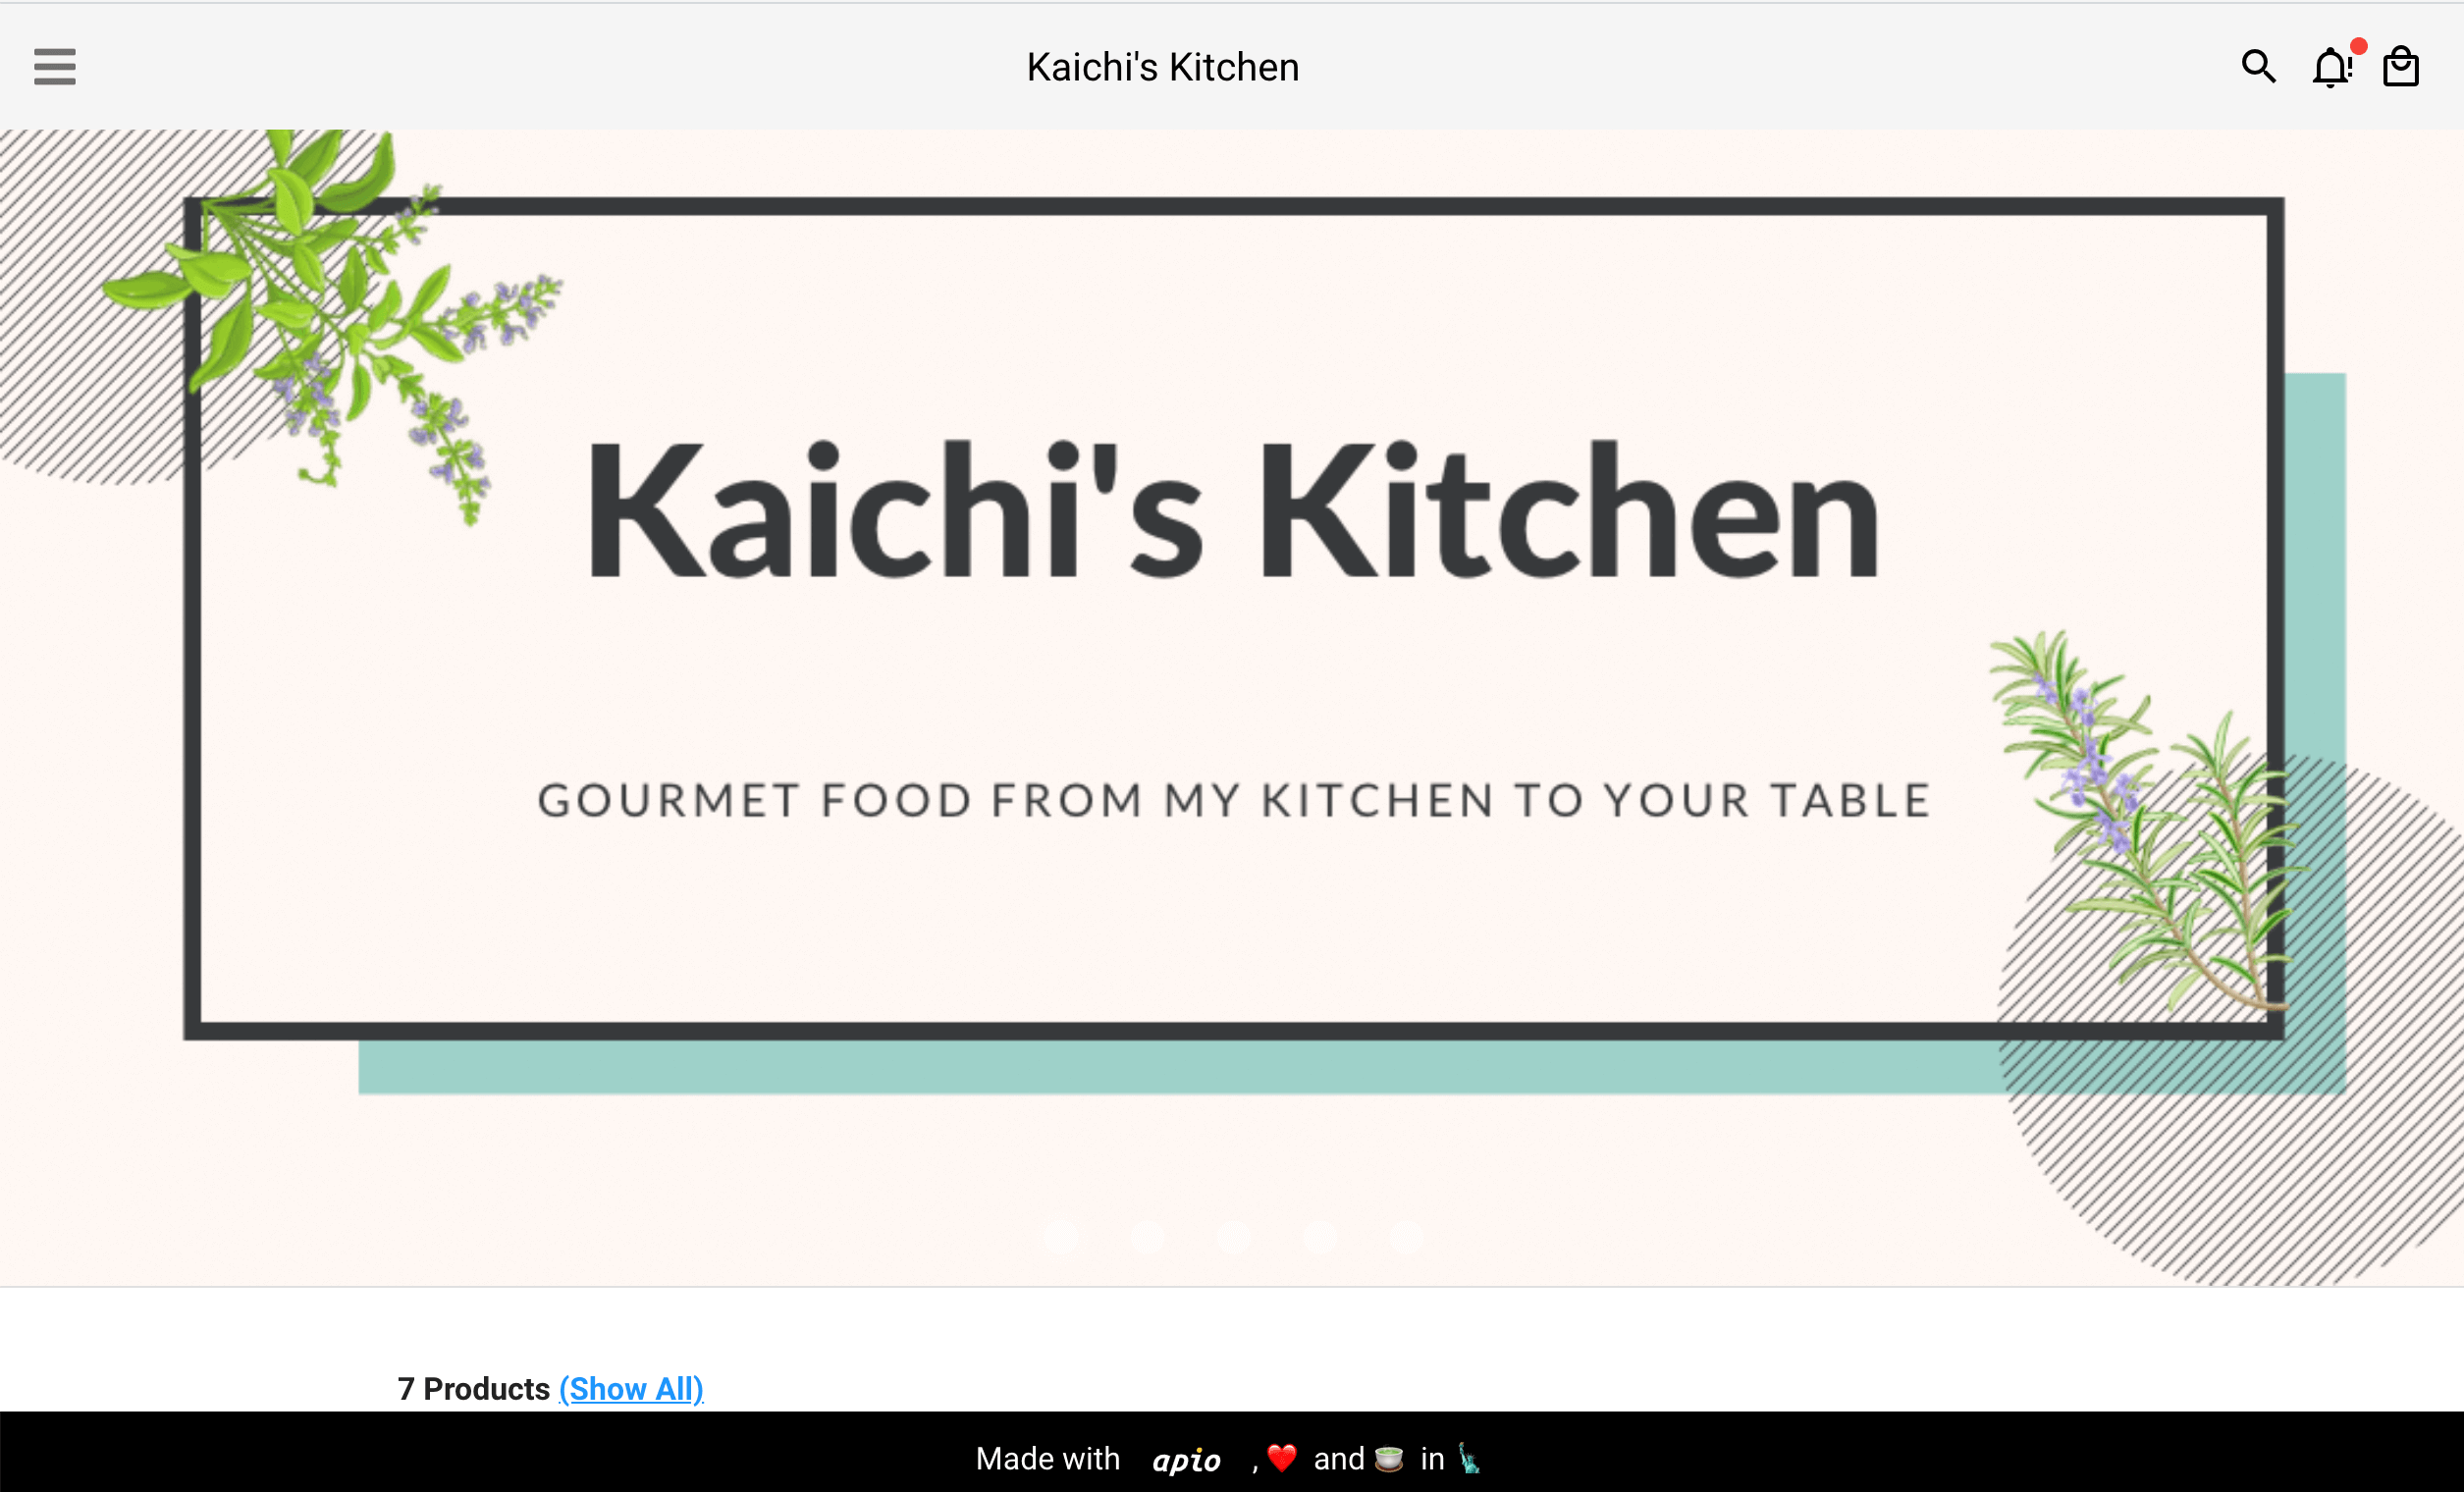 Kaichi's Kitchen
Kaichi's Kitchen
GOURMET FOOD FROM MY KITCHEN TO YOUR TABLE
7 Products (Show All)
Made with apio , ❤️ and 🍵 in 🗽